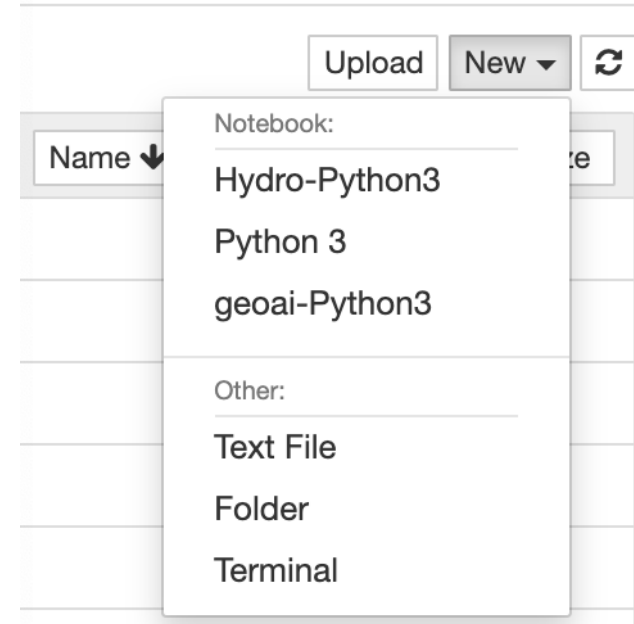 Upload New
Name
Notebook:
Hydro-Python3
Python 3
geoai-Python3
Other:
Text File
Folder
Terminal